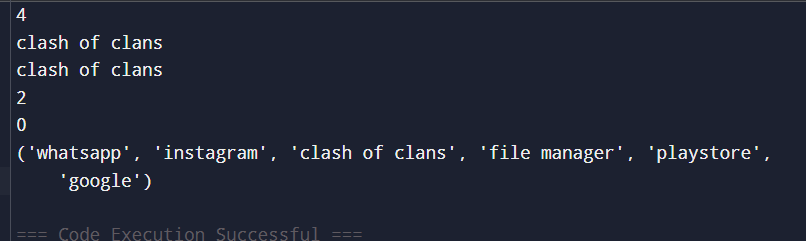 4
clash of clans
clash of clans
2
0
('whatsapp', 'instagram', 'clash of clans', 'file manager', 'playstore',
'google')
=== Code Execution Successful ===